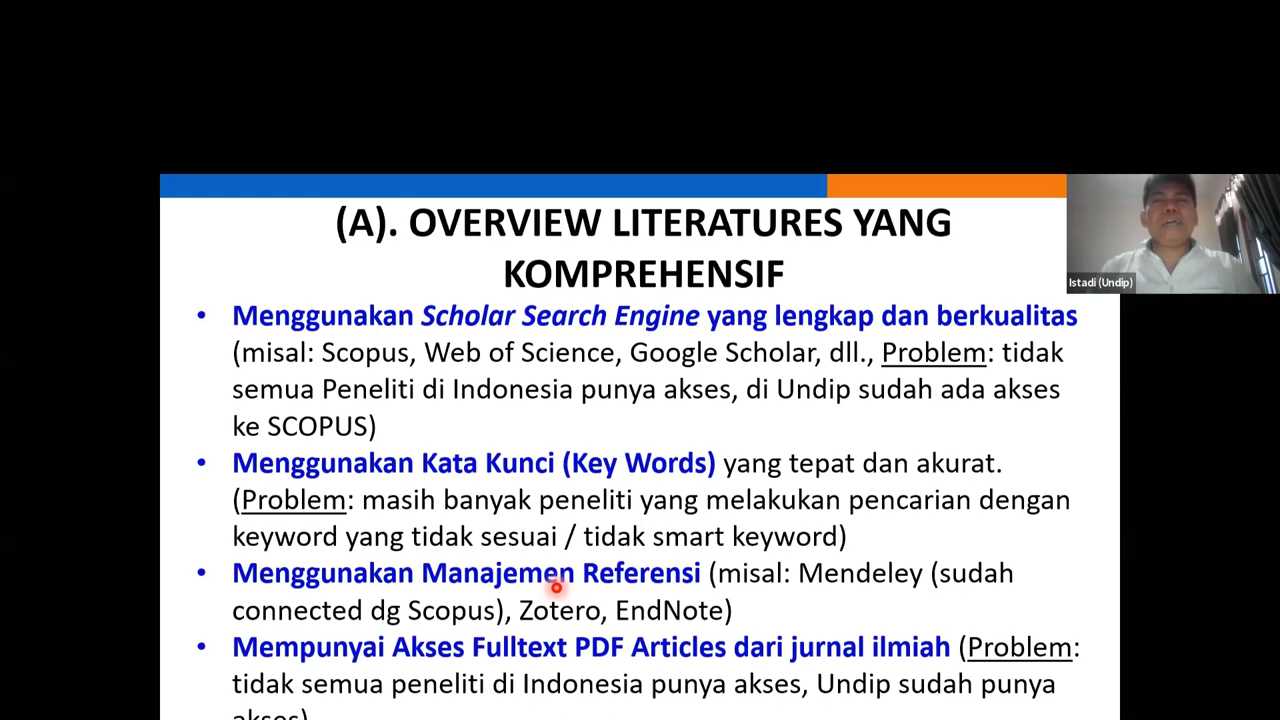 (A). OVERVIEW LITERATURES YANG
KOMPREHENSIF
Istadi (Undip)
• Menggunakan Scholar Search Engine yang lengkap dan berkualitas
(misal: Scopus, Web of Science, Google Scholar, dll., Problem: tidak
semua Peneliti di Indonesia punya akses, di Undip sudah ada akses
ke SCOPUS)
• Menggunakan Kata Kunci (Key Words) yang tepat dan akurat.
(Problem: masih banyak peneliti yang melakukan pencarian dengan
keyword yang tidak sesuai / tidak smart keyword)
• Menggunakan Manajemen Referensi (misal: Mendeley (sudah
connected dg Scopus), Zotero, EndNote)
• Mempunyai Akses Fulltext PDF Articles dari jurnal ilmiah (Problem:
tidak semua peneliti di Indonesia punya akses, Undip sudah punya
akses)